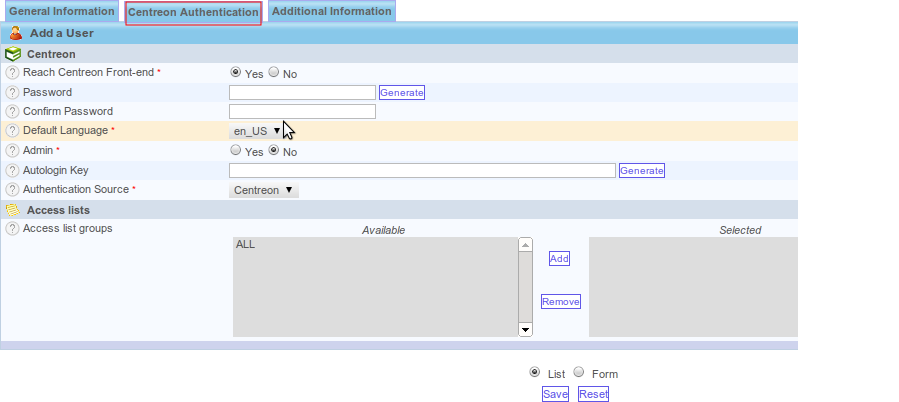 General Information Centreon Authentication Additional Information
Add a User
Centreon
? Reach Centreon Front-end * Yes No
? Password Generate
? Confirm Password
? Default Language * en_US
? Admin * Yes No
? Autologin Key Generate
? Authentication Source * Centreon
Access lists
? Access list groups Available Selected
ALL
Add
Remove
List Form
Save Reset